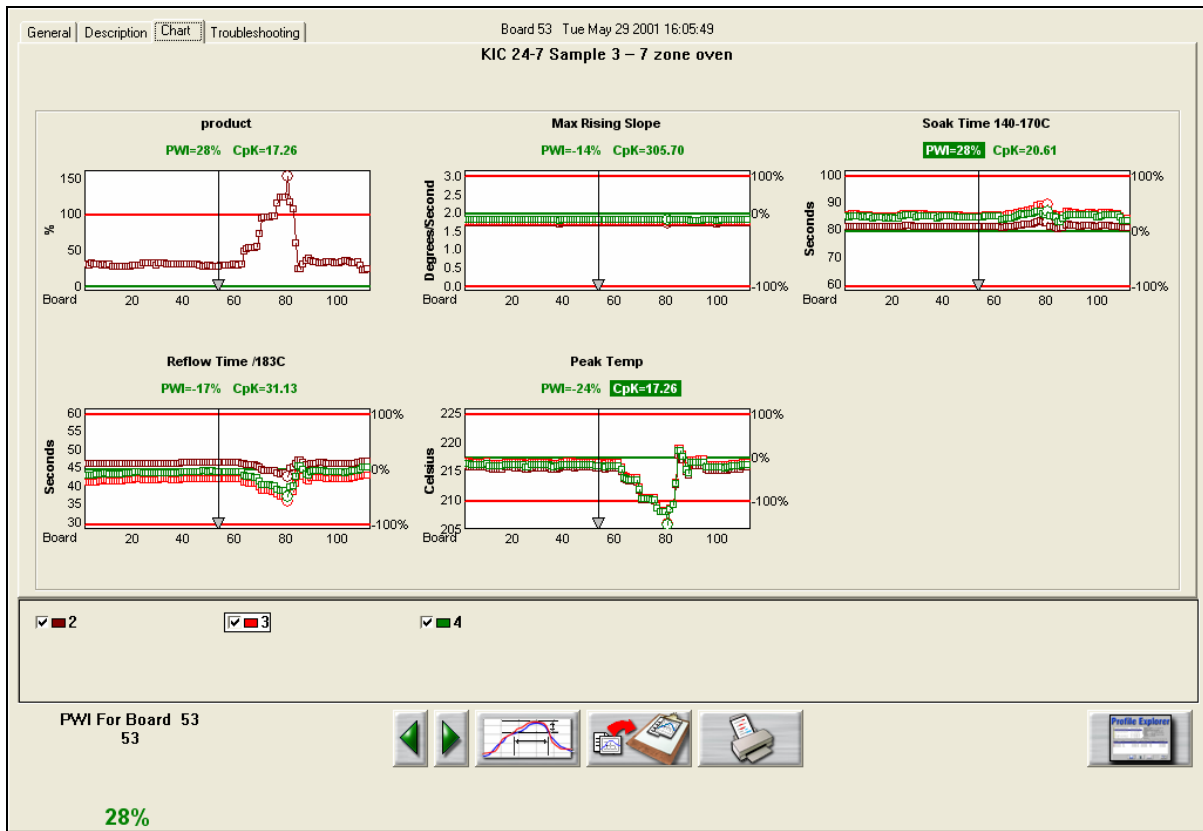 General Description Chart Troubleshooting
Board 53 Tue May 29 2001 16:05:49
KIC 24-7 Sample 3 – 7 zone oven
product
PWI=28% CpK=17.26
%
150
100
50
0
Board 20 40 60 80 100
Max Rising Slope
PWI=-14% CpK=305.70
Degrees/Second
3.0 100%
2.5
2.0 0%
1.5
1.0
0.5
0.0 -100%
Board 20 40 60 80 100
Soak Time 140-170C
PWI=28% CpK=20.61
Seconds
100 100%
90
80 0%
70
60 -100%
Board 20 40 60 80 100
Reflow Time /183C
PWI=-17% CpK=31.13
Seconds
60 100%
55
50
45 0%
40
35
30 -100%
Board 20 40 60 80 100
Peak Temp
PWI=-24% CpK=17.26
Celsius
225 100%
220
215 0%
210 -100%
205
Board 20 40 60 80 100
2 3 4
PWI For Board 53
53
Profile Explorer
28%